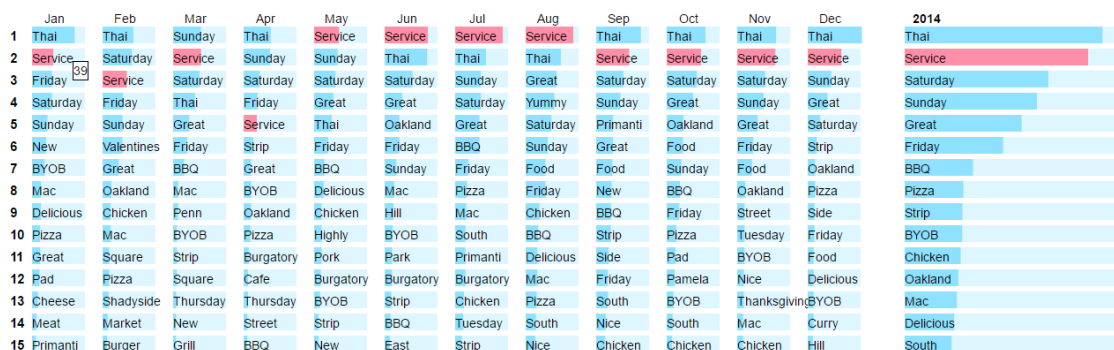 Jan Feb Mar Apr May Jun Jul Aug Sep Oct Nov Dec 2014
1 Thai Thai Sunday Thai Service Service Service Service Thai Thai Thai Thai Thai
2 Service Saturday Service Sunday Sunday Thai Thai Thai Service Service Service Service Service
39
3 Friday Service Saturday Saturday Saturday Saturday Sunday Great Saturday Saturday Saturday Sunday Saturday
4 Saturday Friday Thai Friday Great Great Saturday Yummy Sunday Great Sunday Great Sunday
5 Sunday Sunday Great Service Thai Oakland Great Saturday Primanti Oakland Great Saturday Great
6 New Valentines Friday Strip Friday Friday BBQ Sunday Great Food Friday Strip Friday
7 BYOB Great BBQ Great BBQ Sunday Friday Food Food Sunday Food Oakland BBQ
8 Mac Oakland Mac BYOB Delicious Mac Pizza Friday New BBQ Oakland Pizza Pizza
9 Delicious Chicken Penn Oakland Chicken Hill Mac Chicken BBQ Friday Street Side Strip
10 Pizza Mac BYOB Pizza Highly BYOB South BBQ Strip Pizza Tuesday Friday BYOB
11 Great Square Strip Burgatory Pork Park Primanti Delicious Side Pad BYOB Food Chicken
12 Pad Pizza Square Cafe Burgatory Burgatory Burgatory Mac Friday Pamela Nice Delicious Oakland
13 Cheese Shadyside Thursday Thursday BYOB Strip Chicken Pizza South BYOB Thanksgiving BYOB Mac
14 Meat Market New Street Strip BBQ Tuesday South Nice South Mac Curry Delicious
15 Primanti Burger Grill BBQ New East Strip Nice Chicken Chicken Chicken Hill South